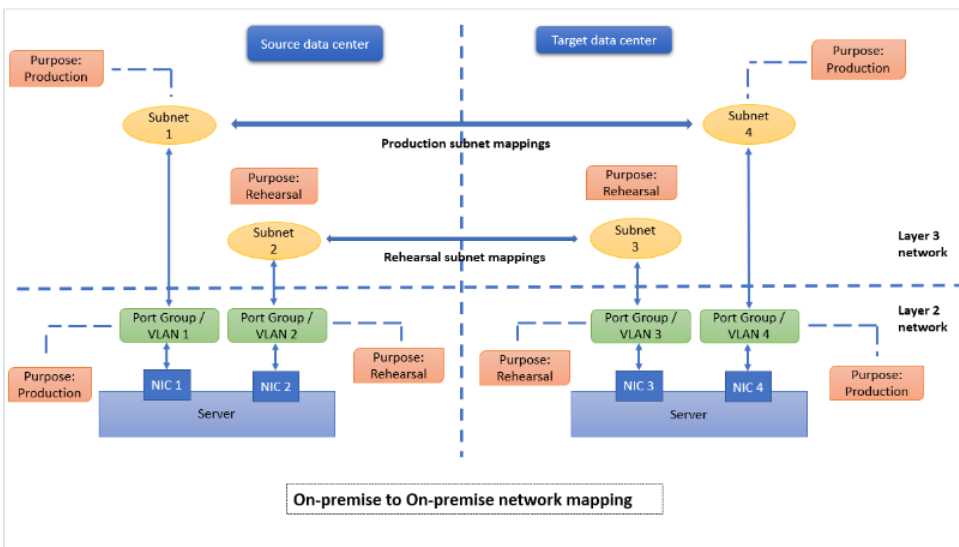 Source data center
Target data center
Purpose:
Production
Purpose:
Production
Subnet
1
Subnet
4
Production subnet mappings
Purpose:
Rehearsal
Purpose:
Rehearsal
Subnet
2
Subnet
3
Rehearsal subnet mappings
Layer 3
network
Port Group /
VLAN 1
Port Group /
VLAN 2
Port Group /
VLAN 3
Port Group /
VLAN 4
Layer 2
network
Purpose:
Production
Purpose:
Rehearsal
Purpose:
Rehearsal
Purpose:
Production
NIC 1
NIC 2
NIC 3
NIC 4
Server
Server
On-premise to On-premise network mapping